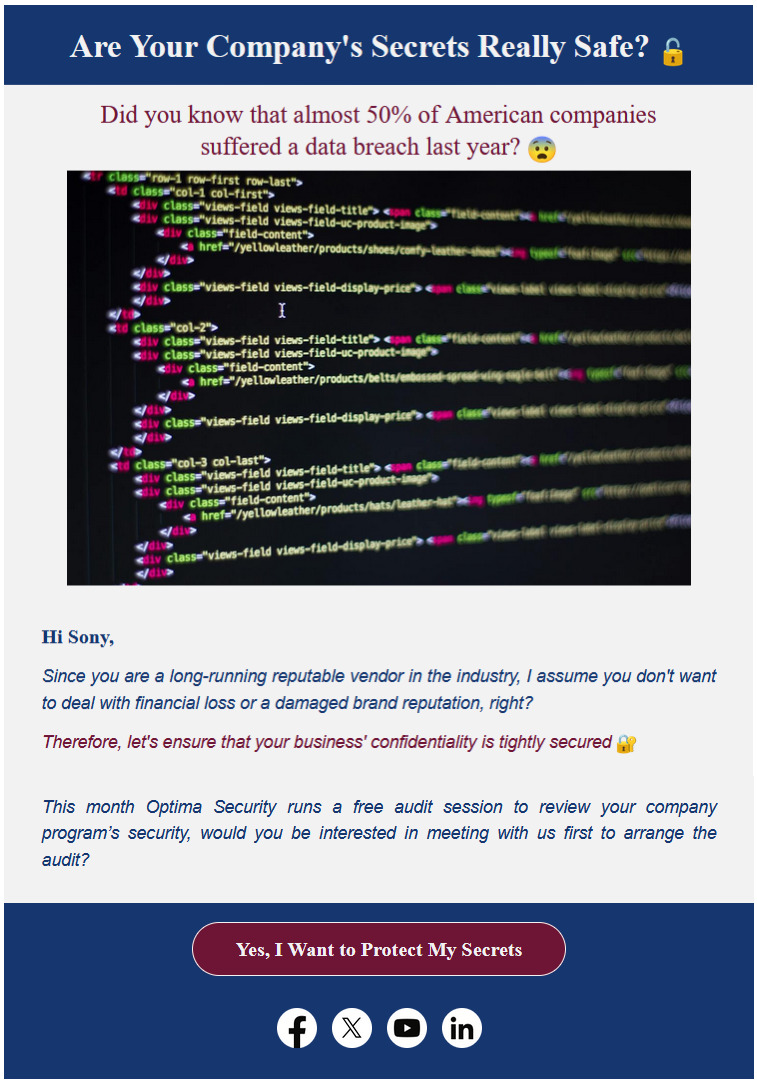 Are Your Company's Secrets Really Safe? 🔓
Did you know that almost 50% of American companies
suffered a data breach last year? 😨
<tr class="row-1 row-first row-last">
<td class="col-1 col-first">
<div class="views-field views-field-title"> <span class="field-content"><a href="/yellowleather
<div class="views-field views-field-uc-product-image">
<div class="field-content">
<a href="/yellowleather/products/shoes/comfy-leather-shoes"><img typeof="foaf:Image"
</div>
</div>
<div class="views-field views-field-display-price"> <span class="views-label views-label-display-price">
</div>
</td>
<td class="col-2">
<div class="views-field views-field-title"> <span class="field-content"><a href="/yellowleather
<div class="views-field views-field-uc-product-image">
<div class="field-content">
<a href="/yellowleather/products/belts/embossed-spread-wing-eagle-belt"><img typeof="foaf:Image"
</div>
</div>
<div class="views-field views-field-display-price"> <span class="views-label views-label-display-price">
</div>
</td>
<td class="col-3 col-last">
<div class="views-field views-field-title"> <span class="field-content"><a href="/yellowleather
<div class="views-field views-field-uc-product-image">
<div class="field-content">
<a href="/yellowleather/products/hats/leather-hat"><img typeof="foaf:Image"
</div>
</div>
<div class="views-field views-field-display-price"> <span class="views-label views-label-display-price">
</div>
Hi Sony,
Since you are a long-running reputable vendor in the industry, I assume you don't want
to deal with financial loss or a damaged brand reputation, right?
Therefore, let's ensure that your business' confidentiality is tightly secured 🔐
This month Optima Security runs a free audit session to review your company
program’s security, would you be interested in meeting with us first to arrange the
audit?
Yes, I Want to Protect My Secrets